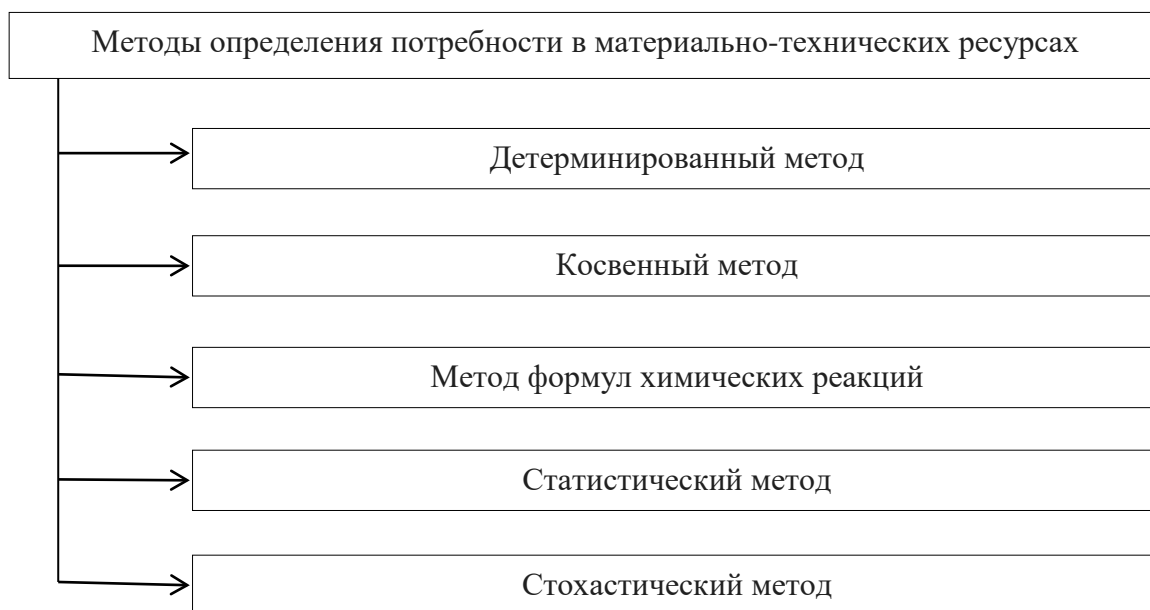 Методы определения потребности в материально-технических ресурсах
Детерминированный метод
Косвенный метод
Метод формул химических реакций
Статистический метод
Стохастический метод